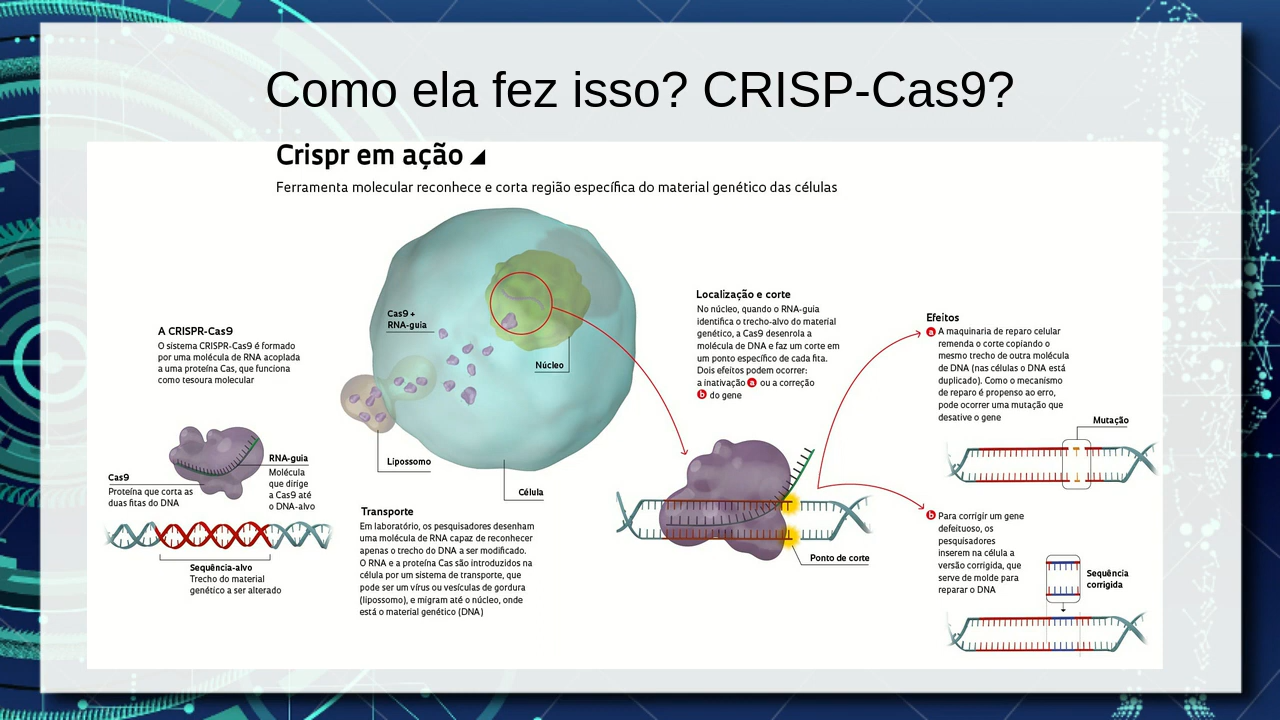 Como ela fez isso? CRISP-Cas9?
Crispr em ação
Ferramenta molecular reconhece e corta região específica do material genético das células
A CRISPR-Cas9
O sistema CRISPR-Cas9 é formado
por uma molécula de RNA acoplada
a uma proteína Cas, que funciona
como tesoura molecular
Cas9
Proteína que corta as
duas fitas do DNA
RNA-guia
Molécula
que dirige
a Cas9 até
o DNA-alvo
Sequência-alvo
Trecho do material
genético a ser alterado
Cas9 +
RNA-guia
Núcleo
Lipossomo
Célula
Transporte
Em laboratório, os pesquisadores desenham
uma molécula de RNA capaz de reconhecer
apenas o trecho do DNA a ser modificado.
O RNA e a proteína Cas são introduzidos na
célula por um sistema de transporte, que
pode ser um vírus ou vesículas de gordura
(lipossomo), e migram até o núcleo, onde
está o material genético (DNA)
Localização e corte
No núcleo, quando o RNA-guia
identifica o trecho-alvo do material
genético, a Cas9 desenrola a
molécula de DNA e faz um corte em
um ponto específico de cada fita.
Dois efeitos podem ocorrer:
a inativação a ou a correção
b do gene
Ponto de corte
Efeitos
a A maquinaria de reparo celular
remenda o corte copiando o
mesmo trecho de outra molécula
de DNA (nas células o DNA está
duplicado). Como o mecanismo
de reparo é propenso ao erro,
pode ocorrer uma mutação que
desative o gene
Mutação
b Para corrigir um gene
defeituoso, os
pesquisadores
inserem na célula a
versão corrigida, que
serve de molde para
reparar o DNA
Sequência
corrigida